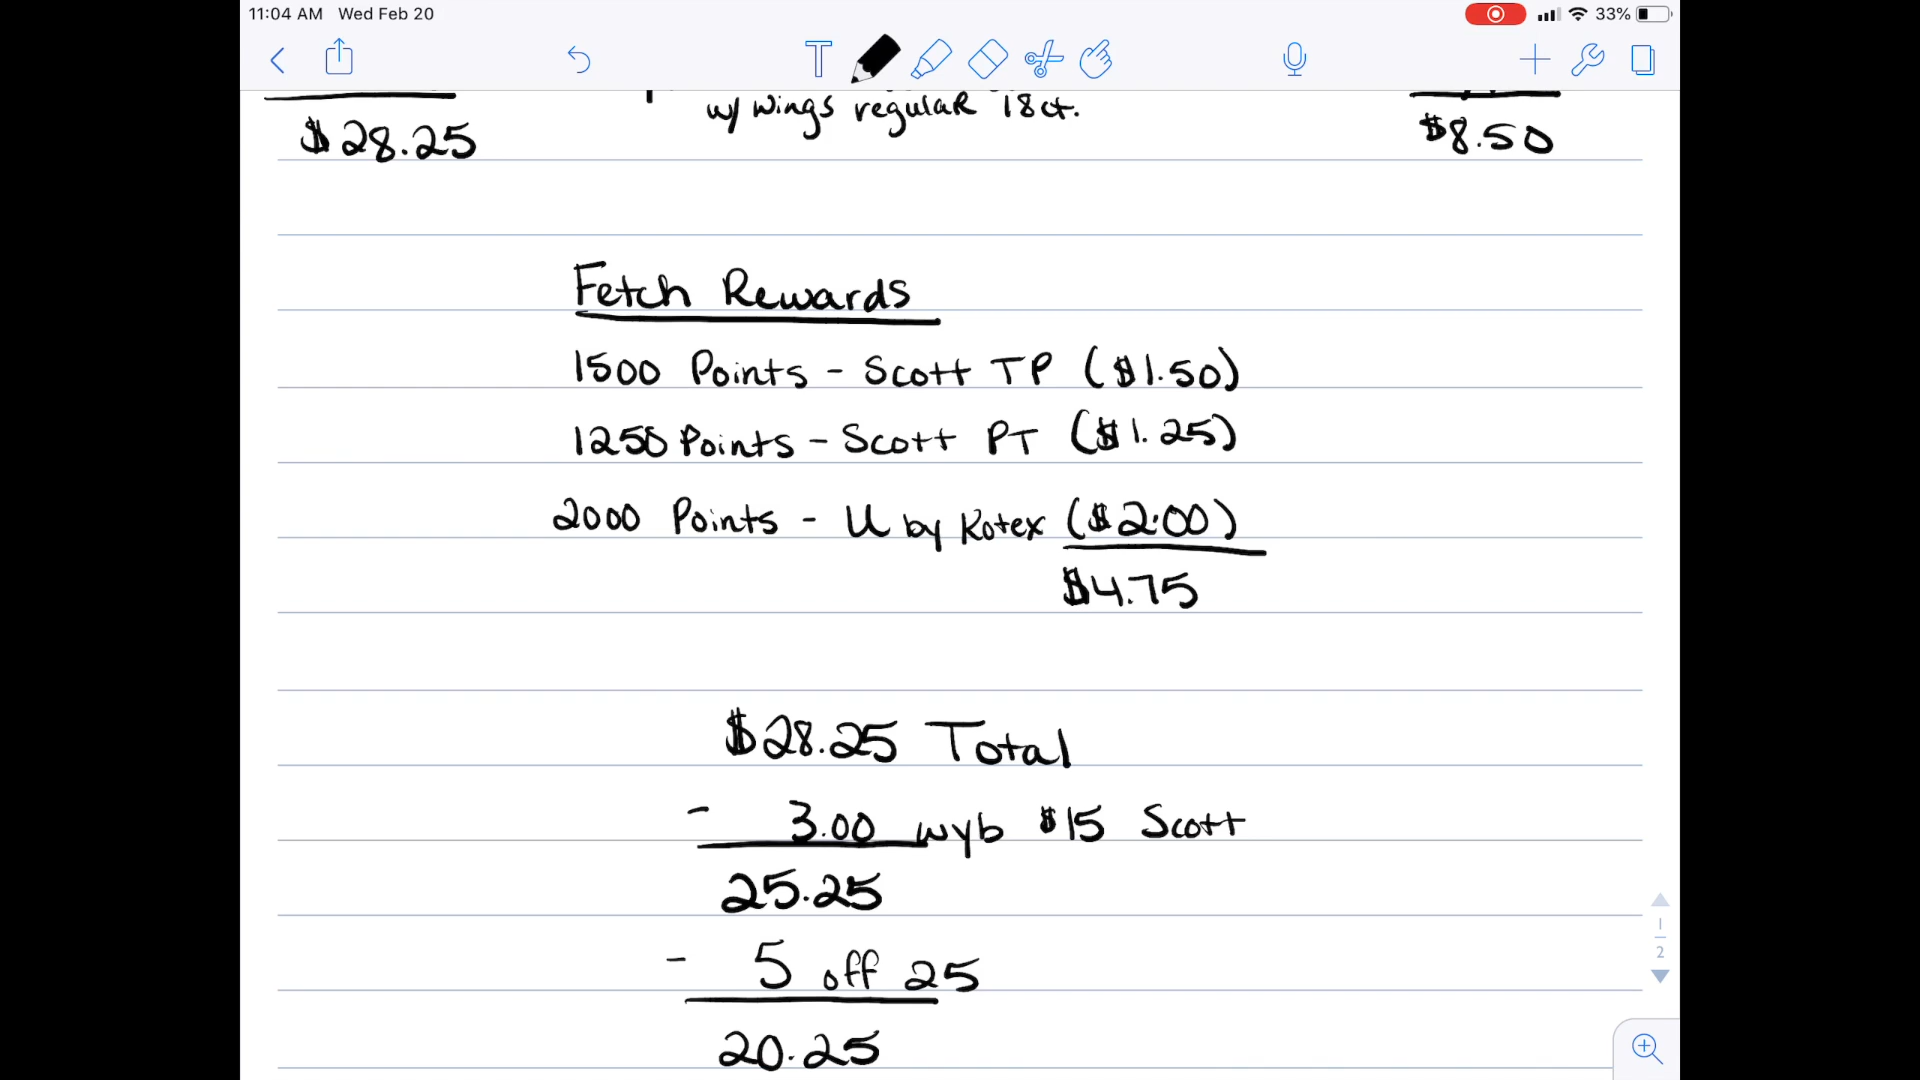 11:04 AM Wed Feb 20
33%
T
w/ wings regular 18ct.
$28.25
$8.50
Fetch Rewards
1500 Points - Scott TP ($1.50)
1250 Points - Scott PT ($1.25)
2000 Points - U by Kotex ($2.00)
$4.75
$28.25 Total
- 3.00 wyb $15 Scott
25.25
- 5 off 25
20.25
1
2